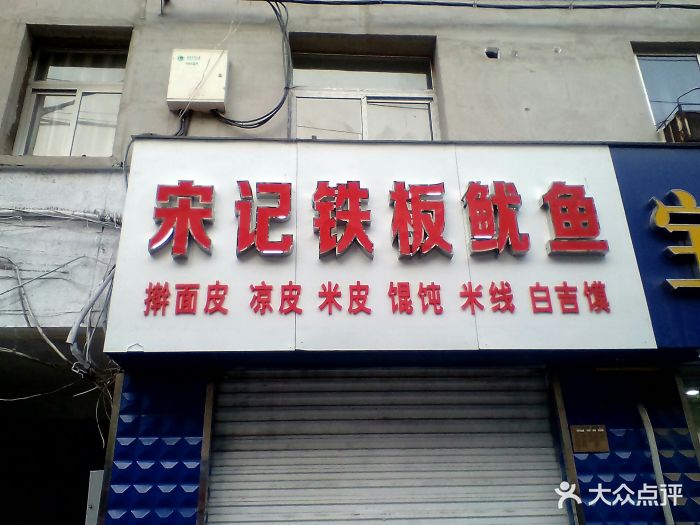 宋记铁板鱿鱼
擀面皮 凉皮 米皮 馄饨 米线 白吉馍
大众点评